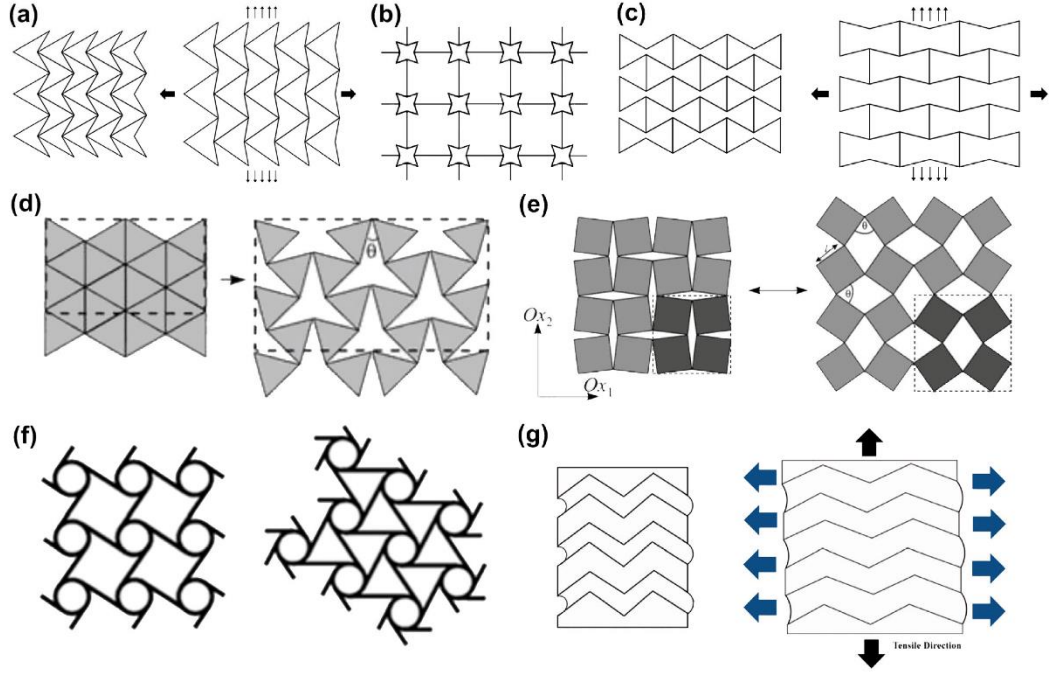 (a)
(b)
(c)
(d)
θ
(e)
Ox₂
Ox₁
l
θ
θ
(f)
(g)
Tensile Direction